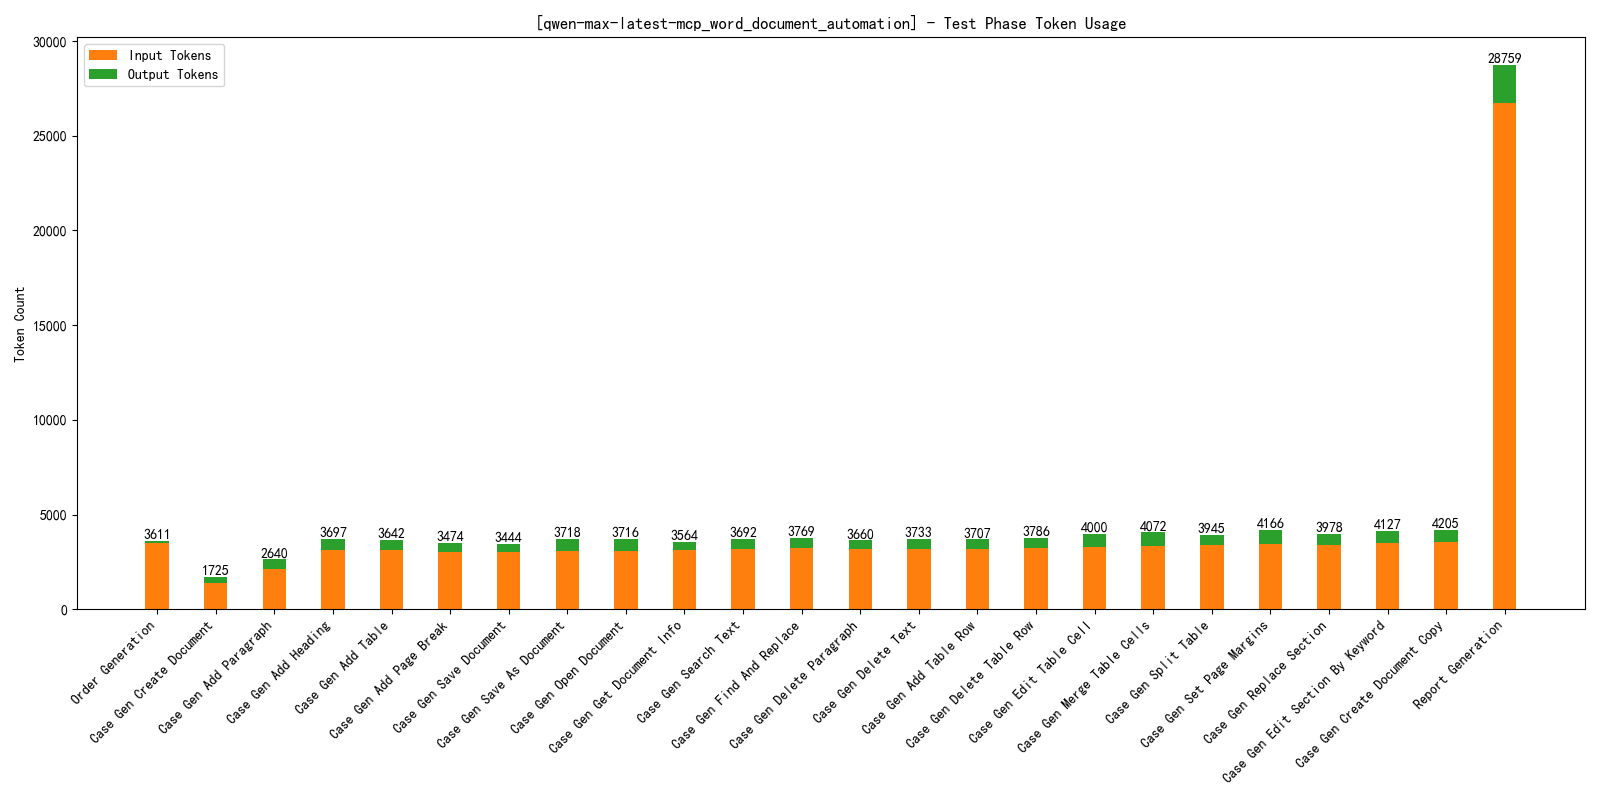 [qwen-max-latest-mcp_word_document_automation] - Test Phase Token Usage
Input Tokens
Output Tokens
Token Count
30000
25000
20000
15000
10000
5000
0
3611
1725
2640
3697
3642
3474
3444
3718
3716
3564
3692
3769
3660
3733
3707
3786
4000
4072
3945
4166
3978
4127
4205
28759
Order Generation
Case Gen Create Document
Case Gen Add Paragraph
Case Gen Add Heading
Case Gen Add Table
Case Gen Add Page Break
Case Gen Save Document
Case Gen Save As Document
Case Gen Open Document
Case Gen Get Document Info
Case Gen Search Text
Case Gen Find And Replace
Case Gen Delete Paragraph
Case Gen Delete Text
Case Gen Add Table Row
Case Gen Delete Table Row
Case Gen Edit Table Cell
Case Gen Merge Table Cells
Case Gen Split Table
Case Gen Set Page Margins
Case Gen Replace Section
Case Gen Edit Section By Keyword
Case Gen Create Document Copy
Report Generation